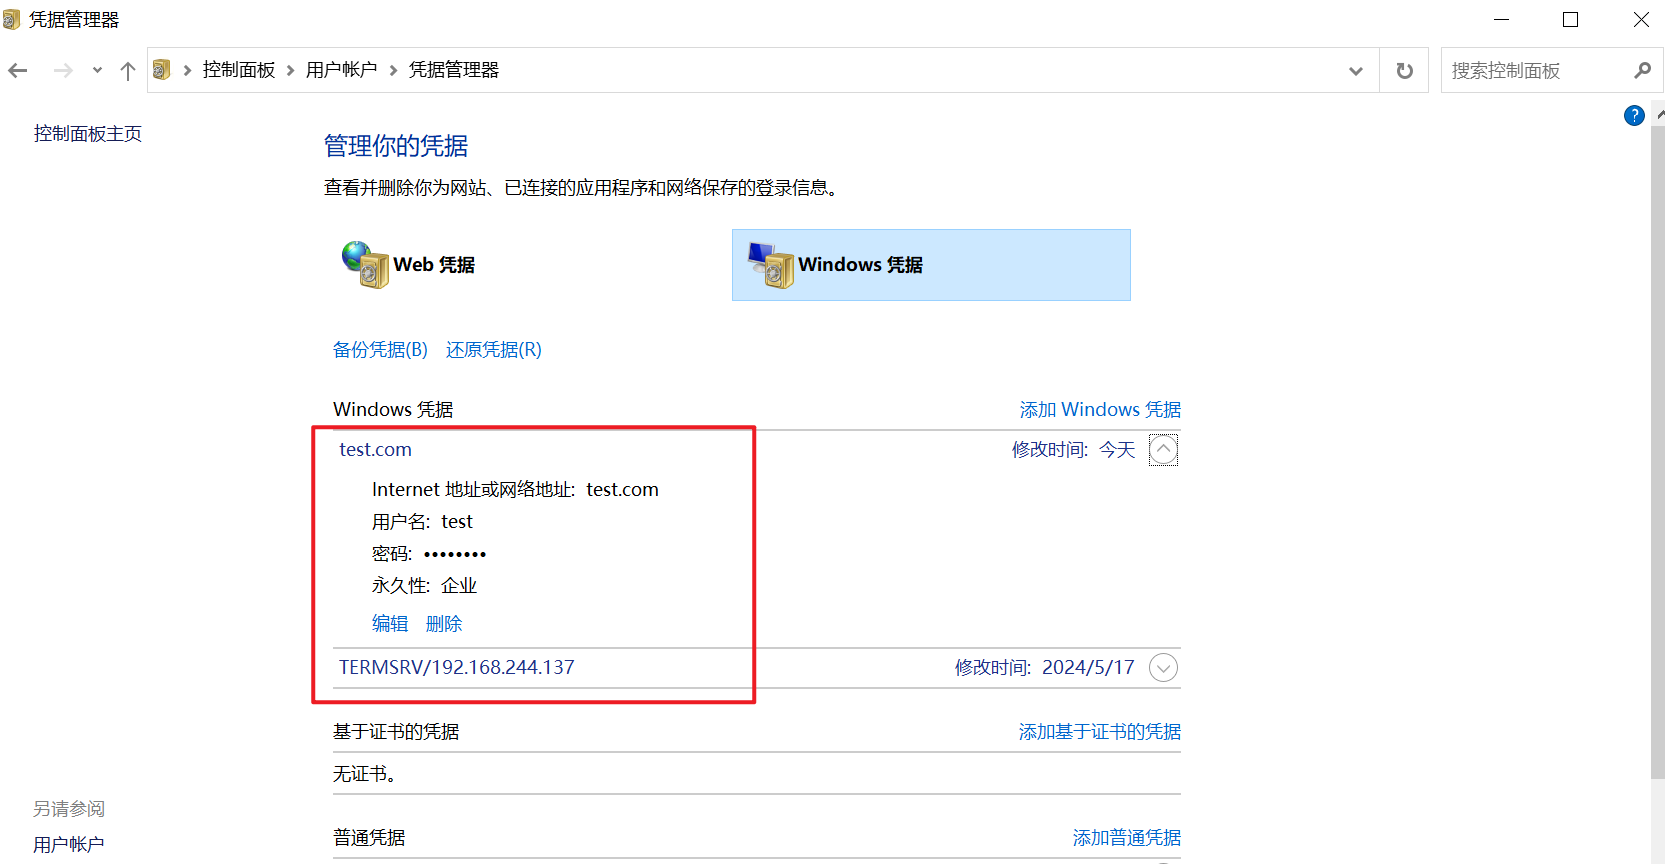 凭据管理器
控制面板 用户帐户 凭据管理器
搜索控制面板
?
控制面板主页
管理你的凭据
查看并删除你为网站、已连接的应用程序和网络保存的登录信息。
Web 凭据
Windows 凭据
备份凭据(B) 还原凭据(R)
Windows 凭据 添加 Windows 凭据
test.com 修改时间: 今天
Internet 地址或网络地址: test.com
用户名: test
密码: ••••••••
永久性: 企业
编辑 删除
TERMSRV/192.168.244.137 修改时间: 2024/5/17
基于证书的凭据 添加基于证书的凭据
无证书。
普通凭据 添加普通凭据
另请参阅
用户帐户